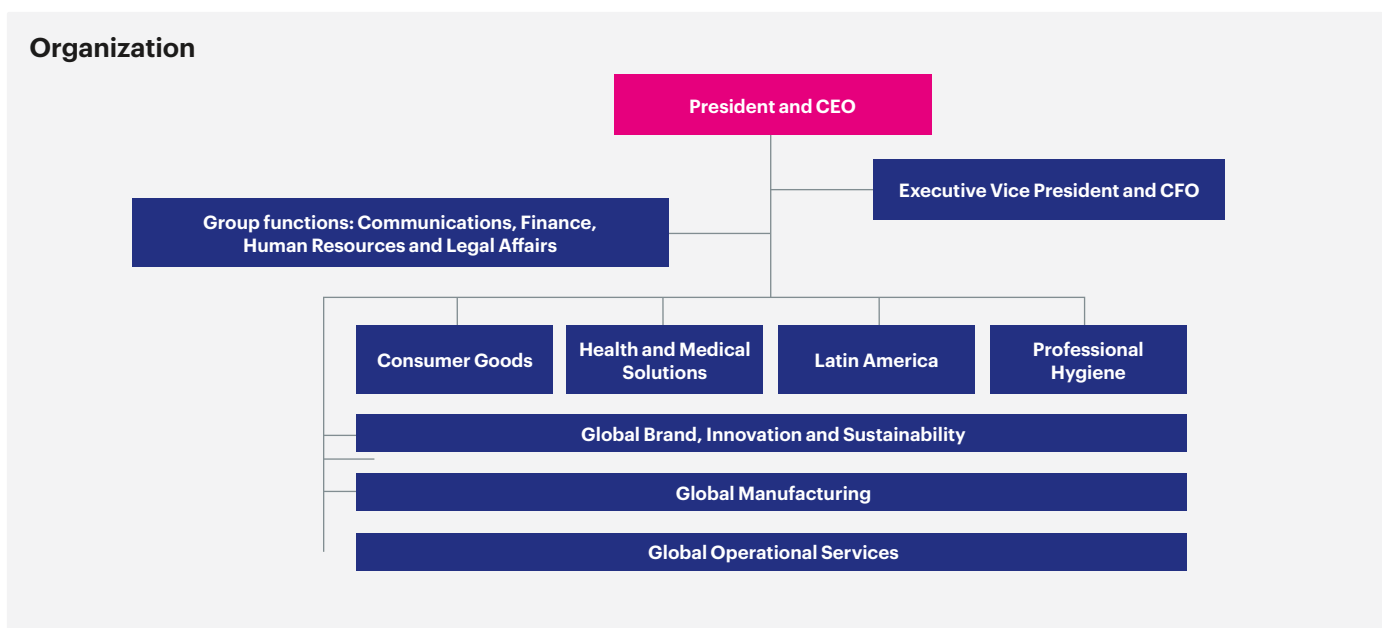 Organization
President and CEO
Executive Vice President and CFO
Group functions: Communications, Finance,
Human Resources and Legal Affairs
Consumer Goods
Health and Medical
Solutions
Latin America
Professional
Hygiene
Global Brand, Innovation and Sustainability
Global Manufacturing
Global Operational Services